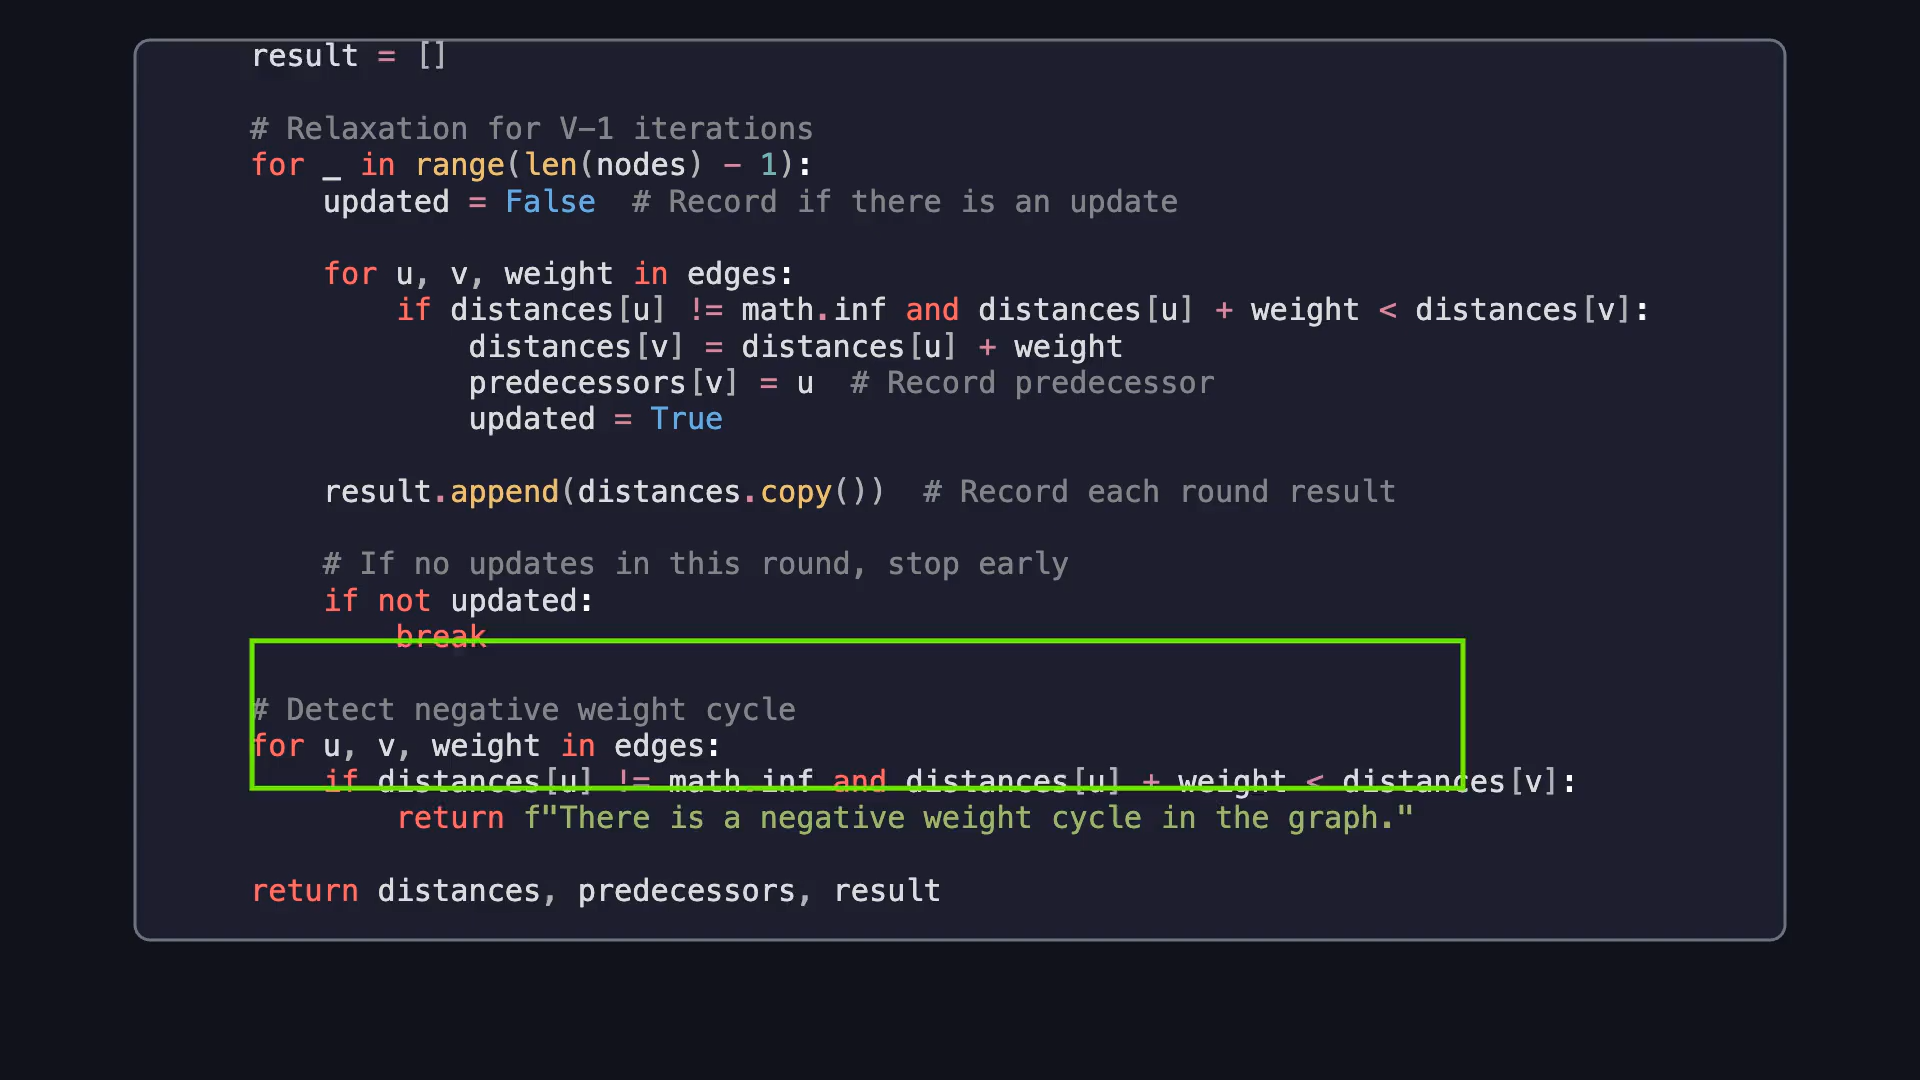 result = []
# Relaxation for V-1 iterations
for _ in range(len(nodes) - 1):
updated = False  # Record if there is an update
for u, v, weight in edges:
if distances[u] != math.inf and distances[u] + weight < distances[v]:
distances[v] = distances[u] + weight
predecessors[v] = u  # Record predecessor
updated = True
result.append(distances.copy())  # Record each round result
# If no updates in this round, stop early
if not updated:
break
# Detect negative weight cycle
for u, v, weight in edges:
if distances[u] != math.inf and distances[u] + weight < distances[v]:
return f"There is a negative weight cycle in the graph."
return distances, predecessors, result